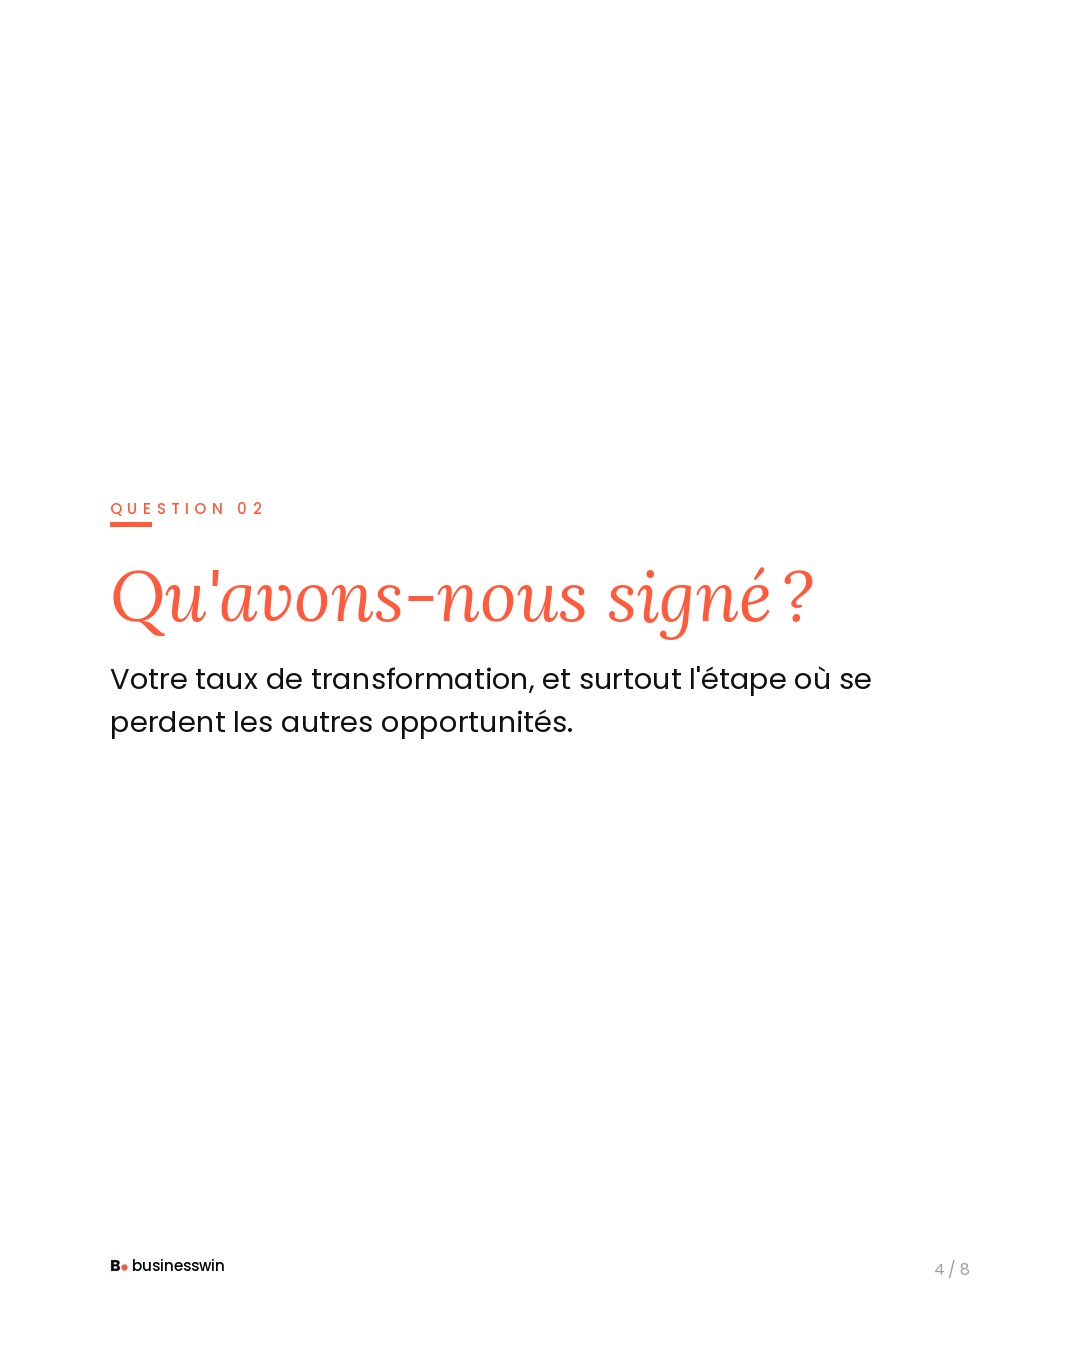 QUESTION 02
Qu'avons-nous signé ?
Votre taux de transformation, et surtout l'étape où se
perdent les autres opportunités.
B. businesswin
4 / 8